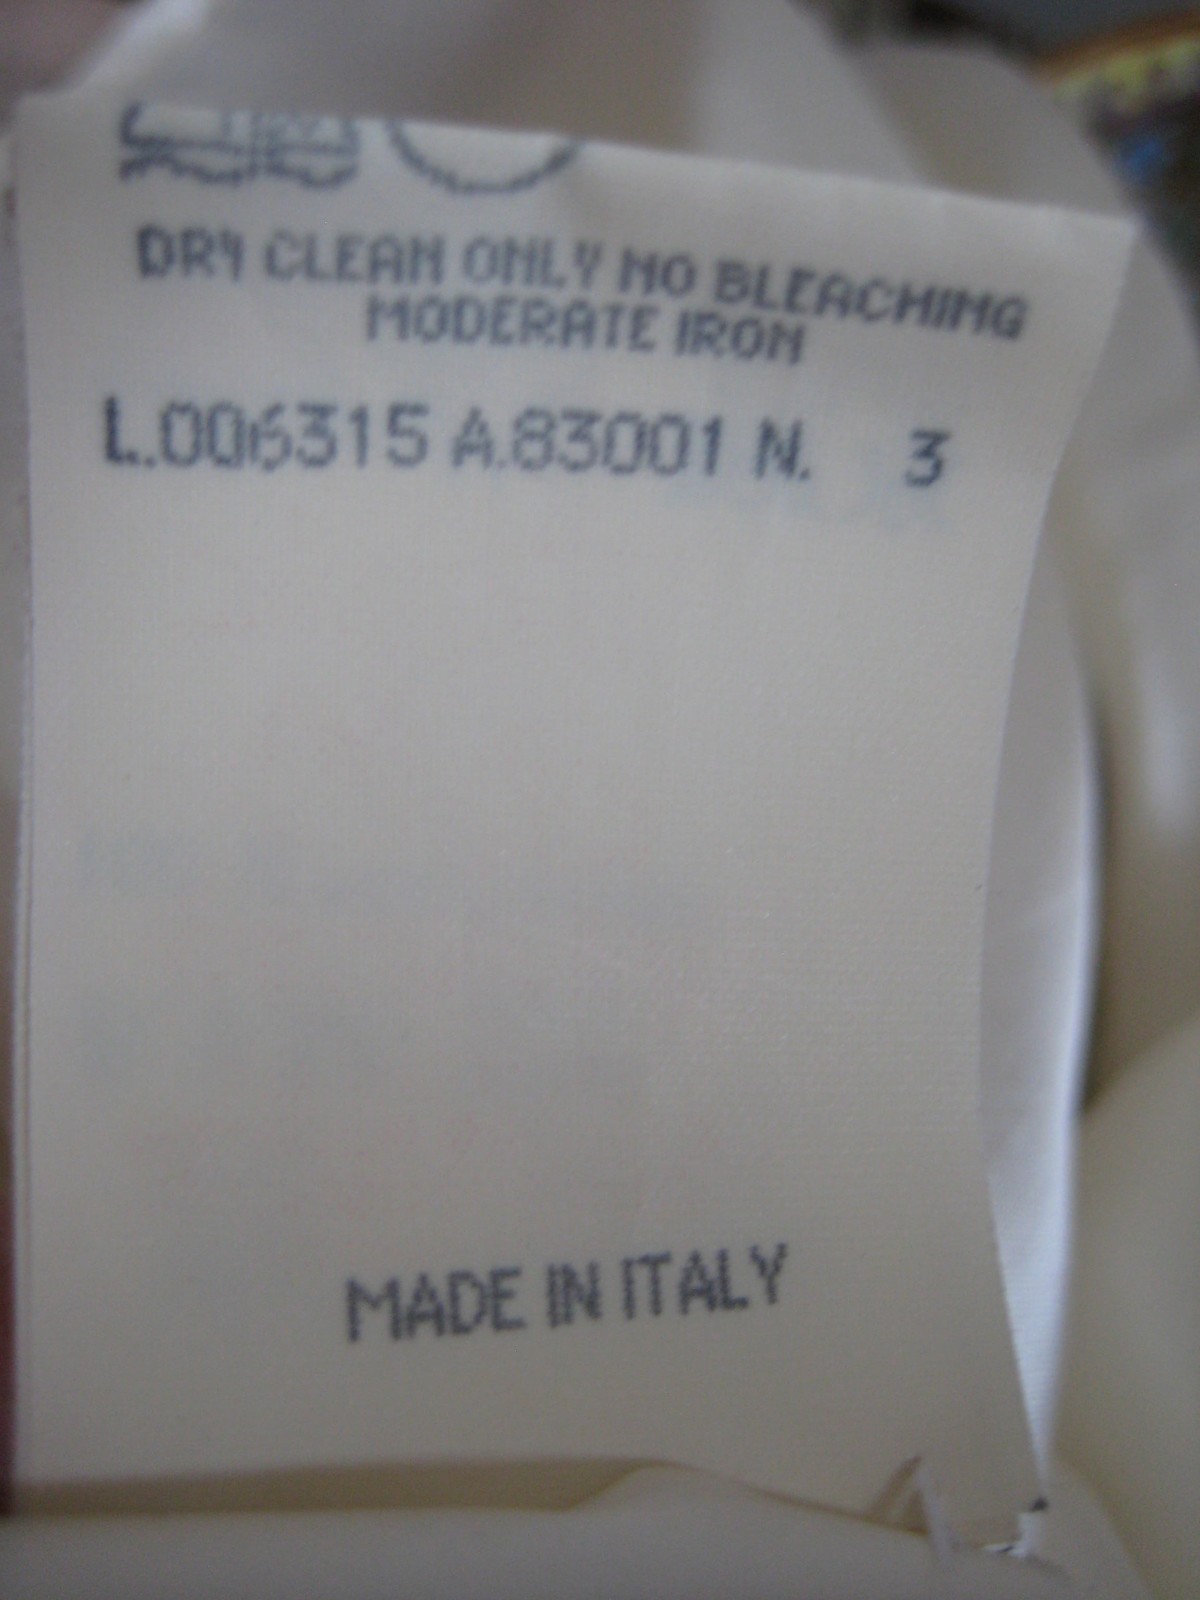 DRY CLEAN ONLY NO BLEACHING
MODERATE IRON
L.006315 A.83001 N. 3
MADE IN ITALY